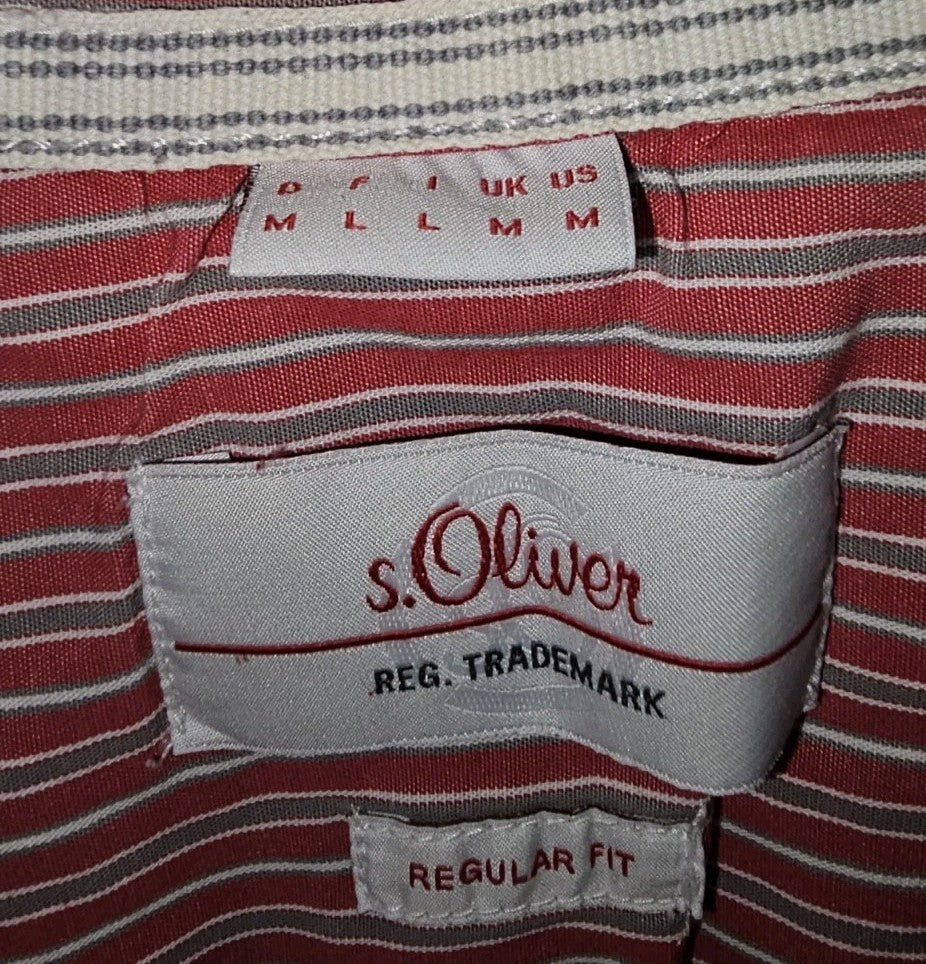 D F I UK US
M L L M M
s.Oliver
REG. TRADEMARK
REGULAR FIT